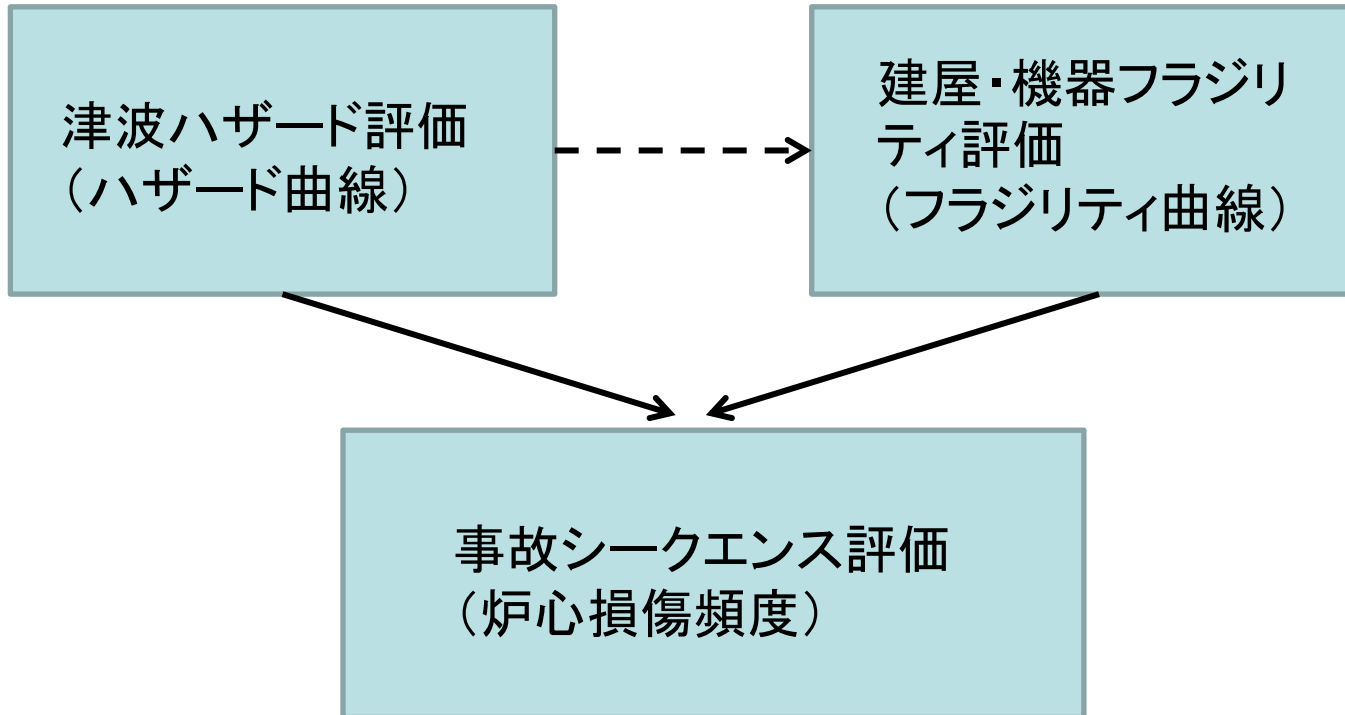 津波ハザード評価
（ハザード曲線）
建屋・機器フラジリ
ティ評価
（フラジリティ曲線）
事故シークエンス評価
（炉心損傷頻度）